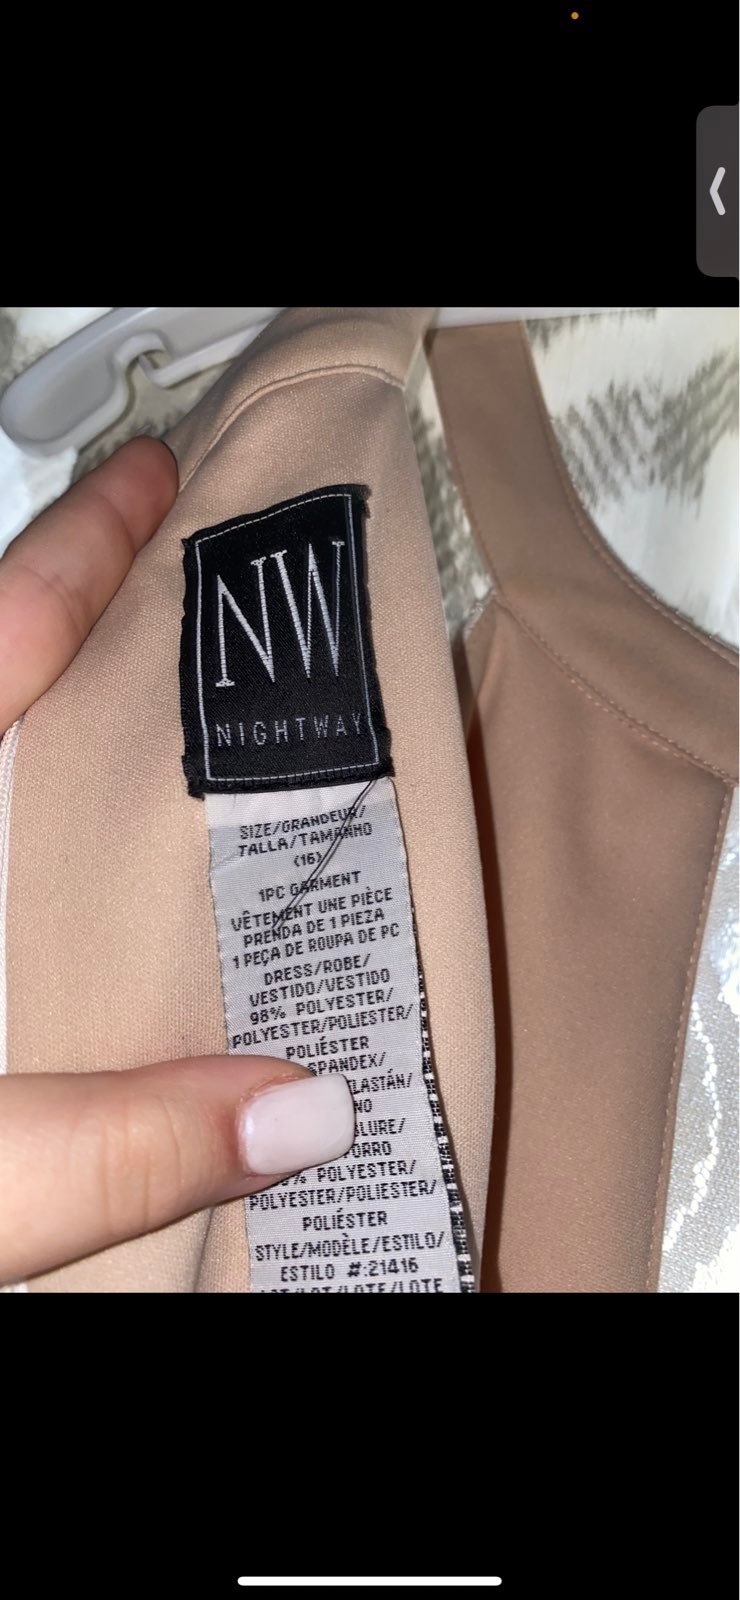 NW
NIGHTWAY
SIZE/GRANDEUR/
TALLA/TAMANHO
(16)
1PC GARMENT
VÊTEMENT UNE PIÈCE
PRENDA DE 1 PIEZA
1 PEÇA DE ROUPA DE PC
DRESS/ROBE/
VESTIDO/VESTIDO
98% POLYESTER/
POLYESTER/POLIESTER/
POLIÉSTER
SPANDEX/
POLYESTER/
POLYESTER/POLIESTER/
POLIÉSTER
STYLE/MODÈLE/ESTILO/
ESTILO #:21416